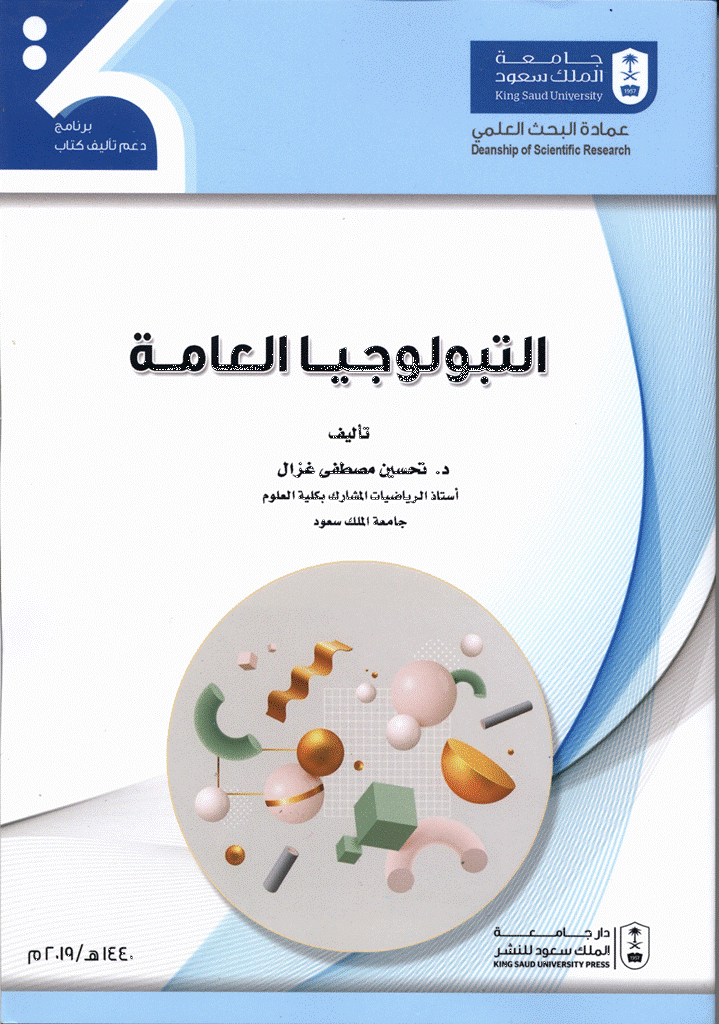 برنامج
دعم تأليف كتاب
جامعة
الملك سعود
King Saud University
1957
عمادة البحث العلمي
Deanship of Scientific Research
التبولوجيا العامة
تأليف
د. تحسين مصطفى غزال
أستاذ الرياضيات المشارك بكلية العلوم
جامعة الملك سعود
دار جامعة
الملك سعود للنشر
KING SAUD UNIVERSITY PRESS
1957
١٤٤٠هـ/٢٠١٩م